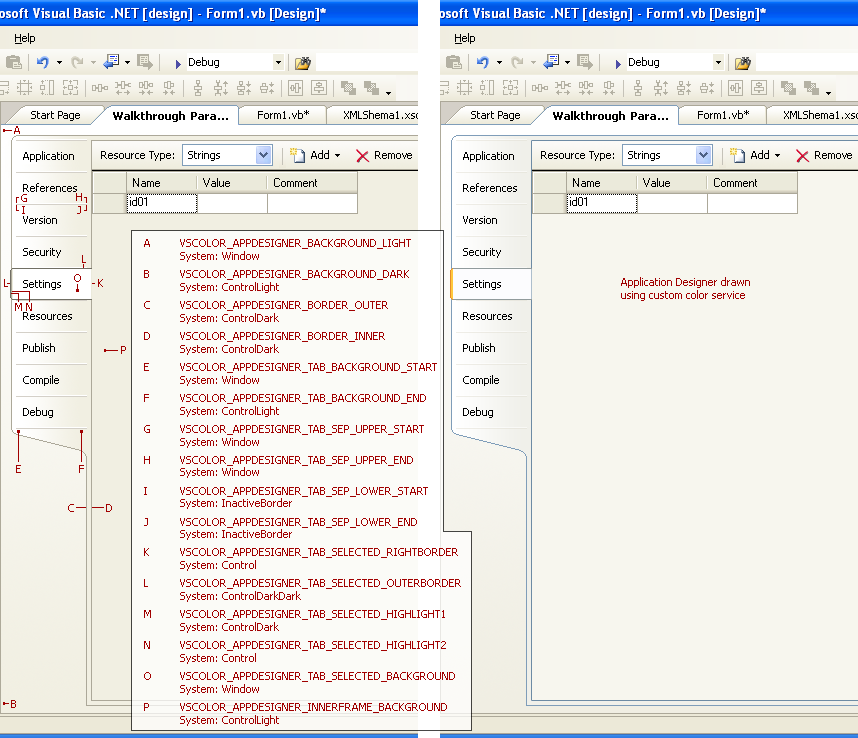 osoft Visual Basic .NET [design] - Form1.vb [Design]*
Help
Debug
Start Page
Walkthrough Para...
Form1.vb*
XMLShema1.xsd
A
Application
References
G H
I J
Version
Security
L
Settings
O
L
K
M N
Resources
Publish
Compile
Debug
E
F
C
D
P
B
Resource Type:
Strings
Add
Remove
Name
Value
Comment
id01
A VSCOLOR_APPDESIGNER_BACKGROUND_LIGHT
System: Window
B VSCOLOR_APPDESIGNER_BACKGROUND_DARK
System: ControlLight
C VSCOLOR_APPDESIGNER_BORDER_OUTER
System: ControlDark
D VSCOLOR_APPDESIGNER_BORDER_INNER
System: ControlDark
E VSCOLOR_APPDESIGNER_TAB_BACKGROUND_START
System: Window
F VSCOLOR_APPDESIGNER_TAB_BACKGROUND_END
System: ControlLight
G VSCOLOR_APPDESIGNER_TAB_SEP_UPPER_START
System: Window
H VSCOLOR_APPDESIGNER_TAB_SEP_UPPER_END
System: Window
I VSCOLOR_APPDESIGNER_TAB_SEP_LOWER_START
System: InactiveBorder
J VSCOLOR_APPDESIGNER_TAB_SEP_LOWER_END
System: InactiveBorder
K VSCOLOR_APPDESIGNER_TAB_SELECTED_RIGHTBORDER
System: Control
L VSCOLOR_APPDESIGNER_TAB_SELECTED_OUTERBORDER
System: ControlDarkDark
M VSCOLOR_APPDESIGNER_TAB_SELECTED_HIGHLIGHT1
System: ControlDark
N VSCOLOR_APPDESIGNER_TAB_SELECTED_HIGHLIGHT2
System: Control
O VSCOLOR_APPDESIGNER_TAB_SELECTED_BACKGROUND
System: Window
P VSCOLOR_APPDESIGNER_INNERFRAME_BACKGROUND
System: ControlLight
osoft Visual Basic .NET [design] - Form1.vb [Design]*
Help
Debug
Start Page
Walkthrough Para...
Form1.vb*
XMLShema1.xsd
Application
References
Version
Security
Settings
Resources
Publish
Compile
Debug
Resource Type:
Strings
Add
Remove
Name
Value
Comment
id01
Application Designer drawn
using custom color service